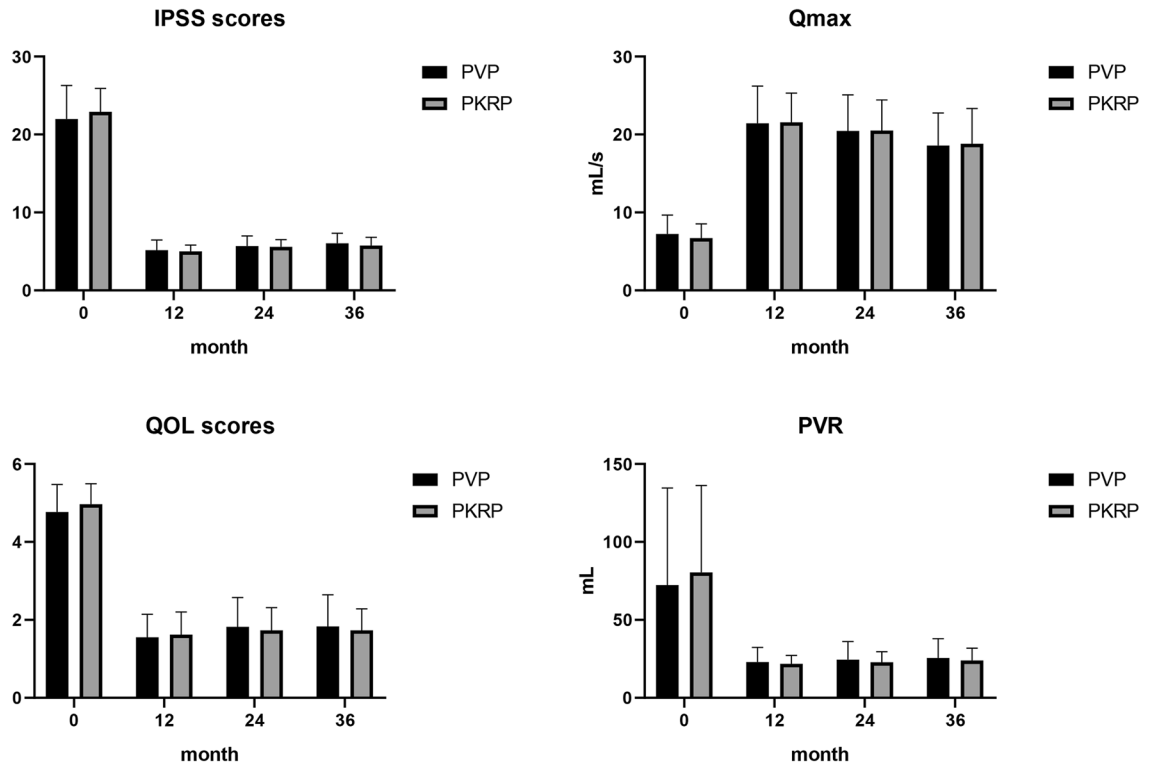 IPSS scores
30
20
10
0
0 12 24 36
month
PVP
PKRP
Qmax
mL/s
30
20
10
0
0 12 24 36
month
PVP
PKRP
QOL scores
6
4
2
0
0 12 24 36
month
PVP
PKRP
PVR
mL
150
100
50
0
0 12 24 36
month
PVP
PKRP